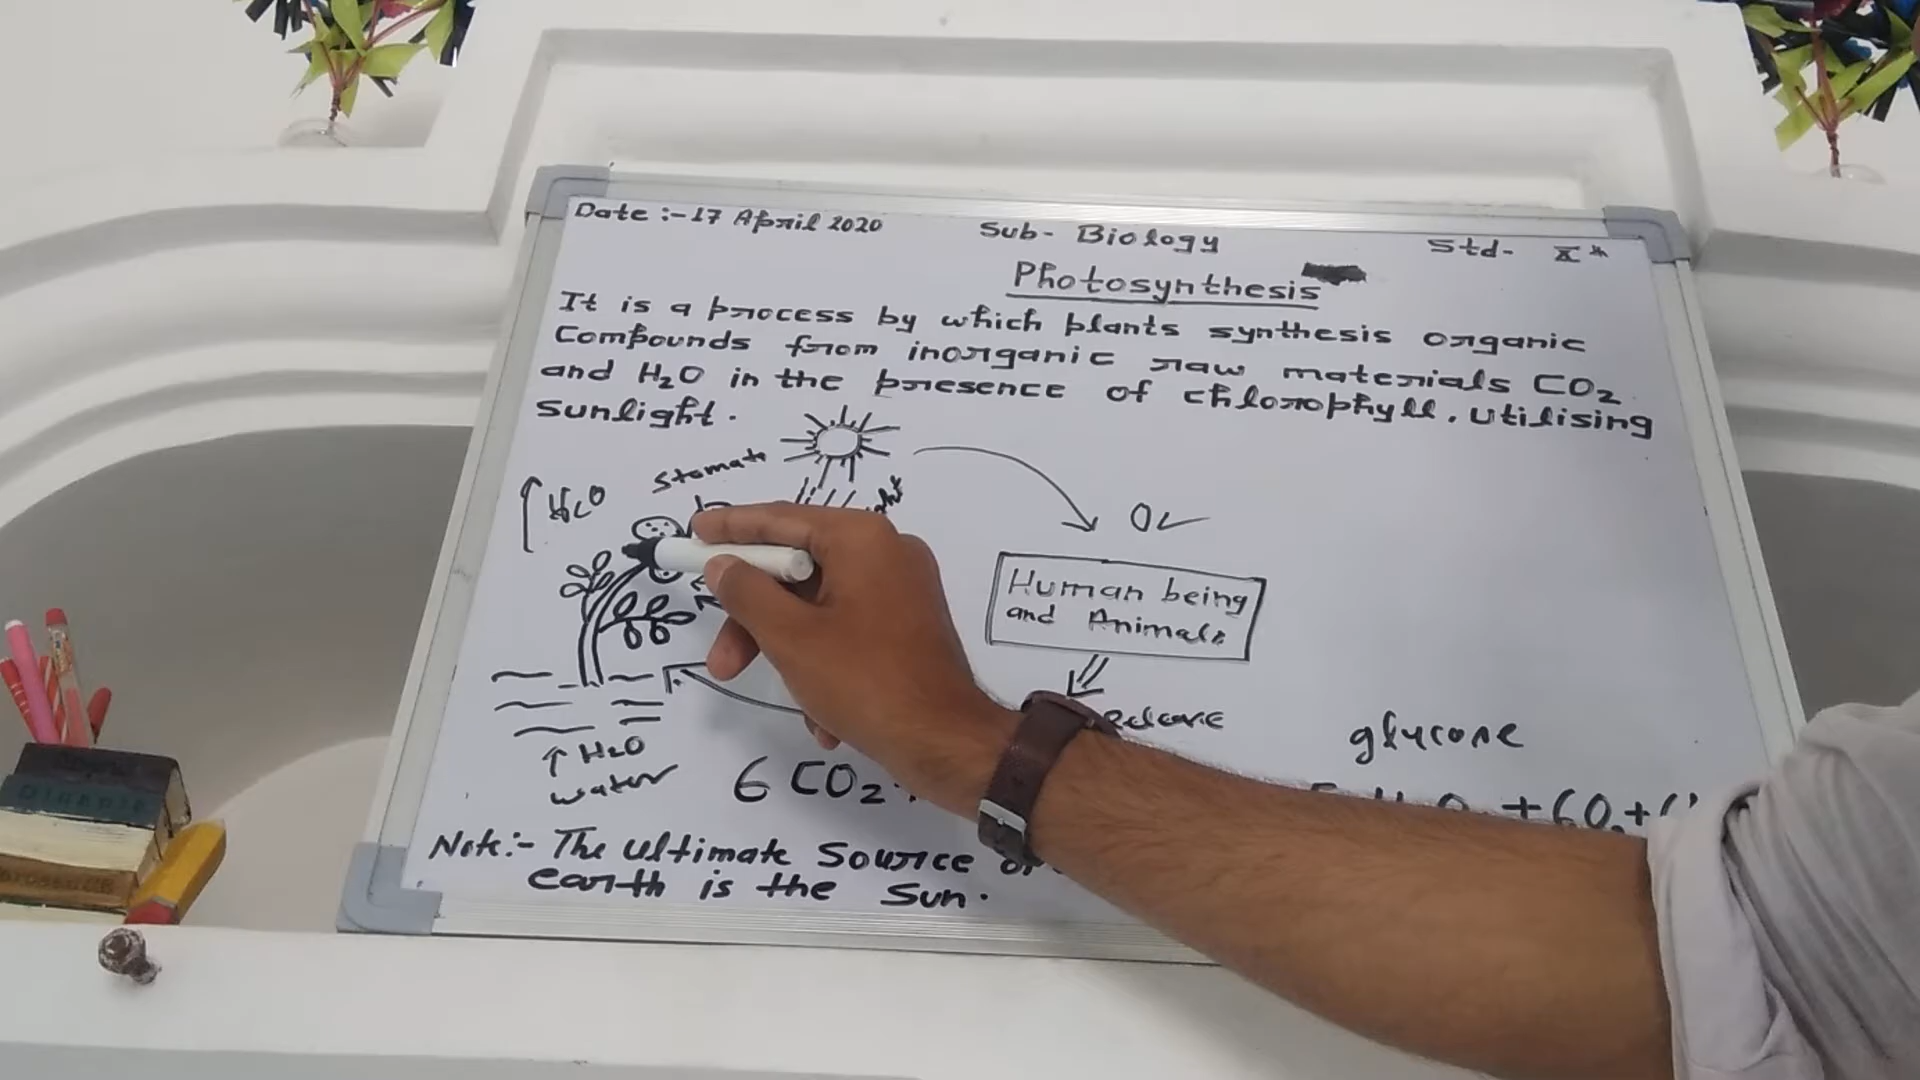 Date :- 17 April 2020
Sub- Biology
Std- Xth
Photosynthesis
It is a process by which plants synthesis organic
Compounds from inorganic raw materials CO2
and H2O in the presence of chlorophyll. utilising
sunlight.
Stomata
H2O
Human being
and Animals
H2O
water
glucose
6 CO2
Note:- The ultimate source
earth is the Sun.